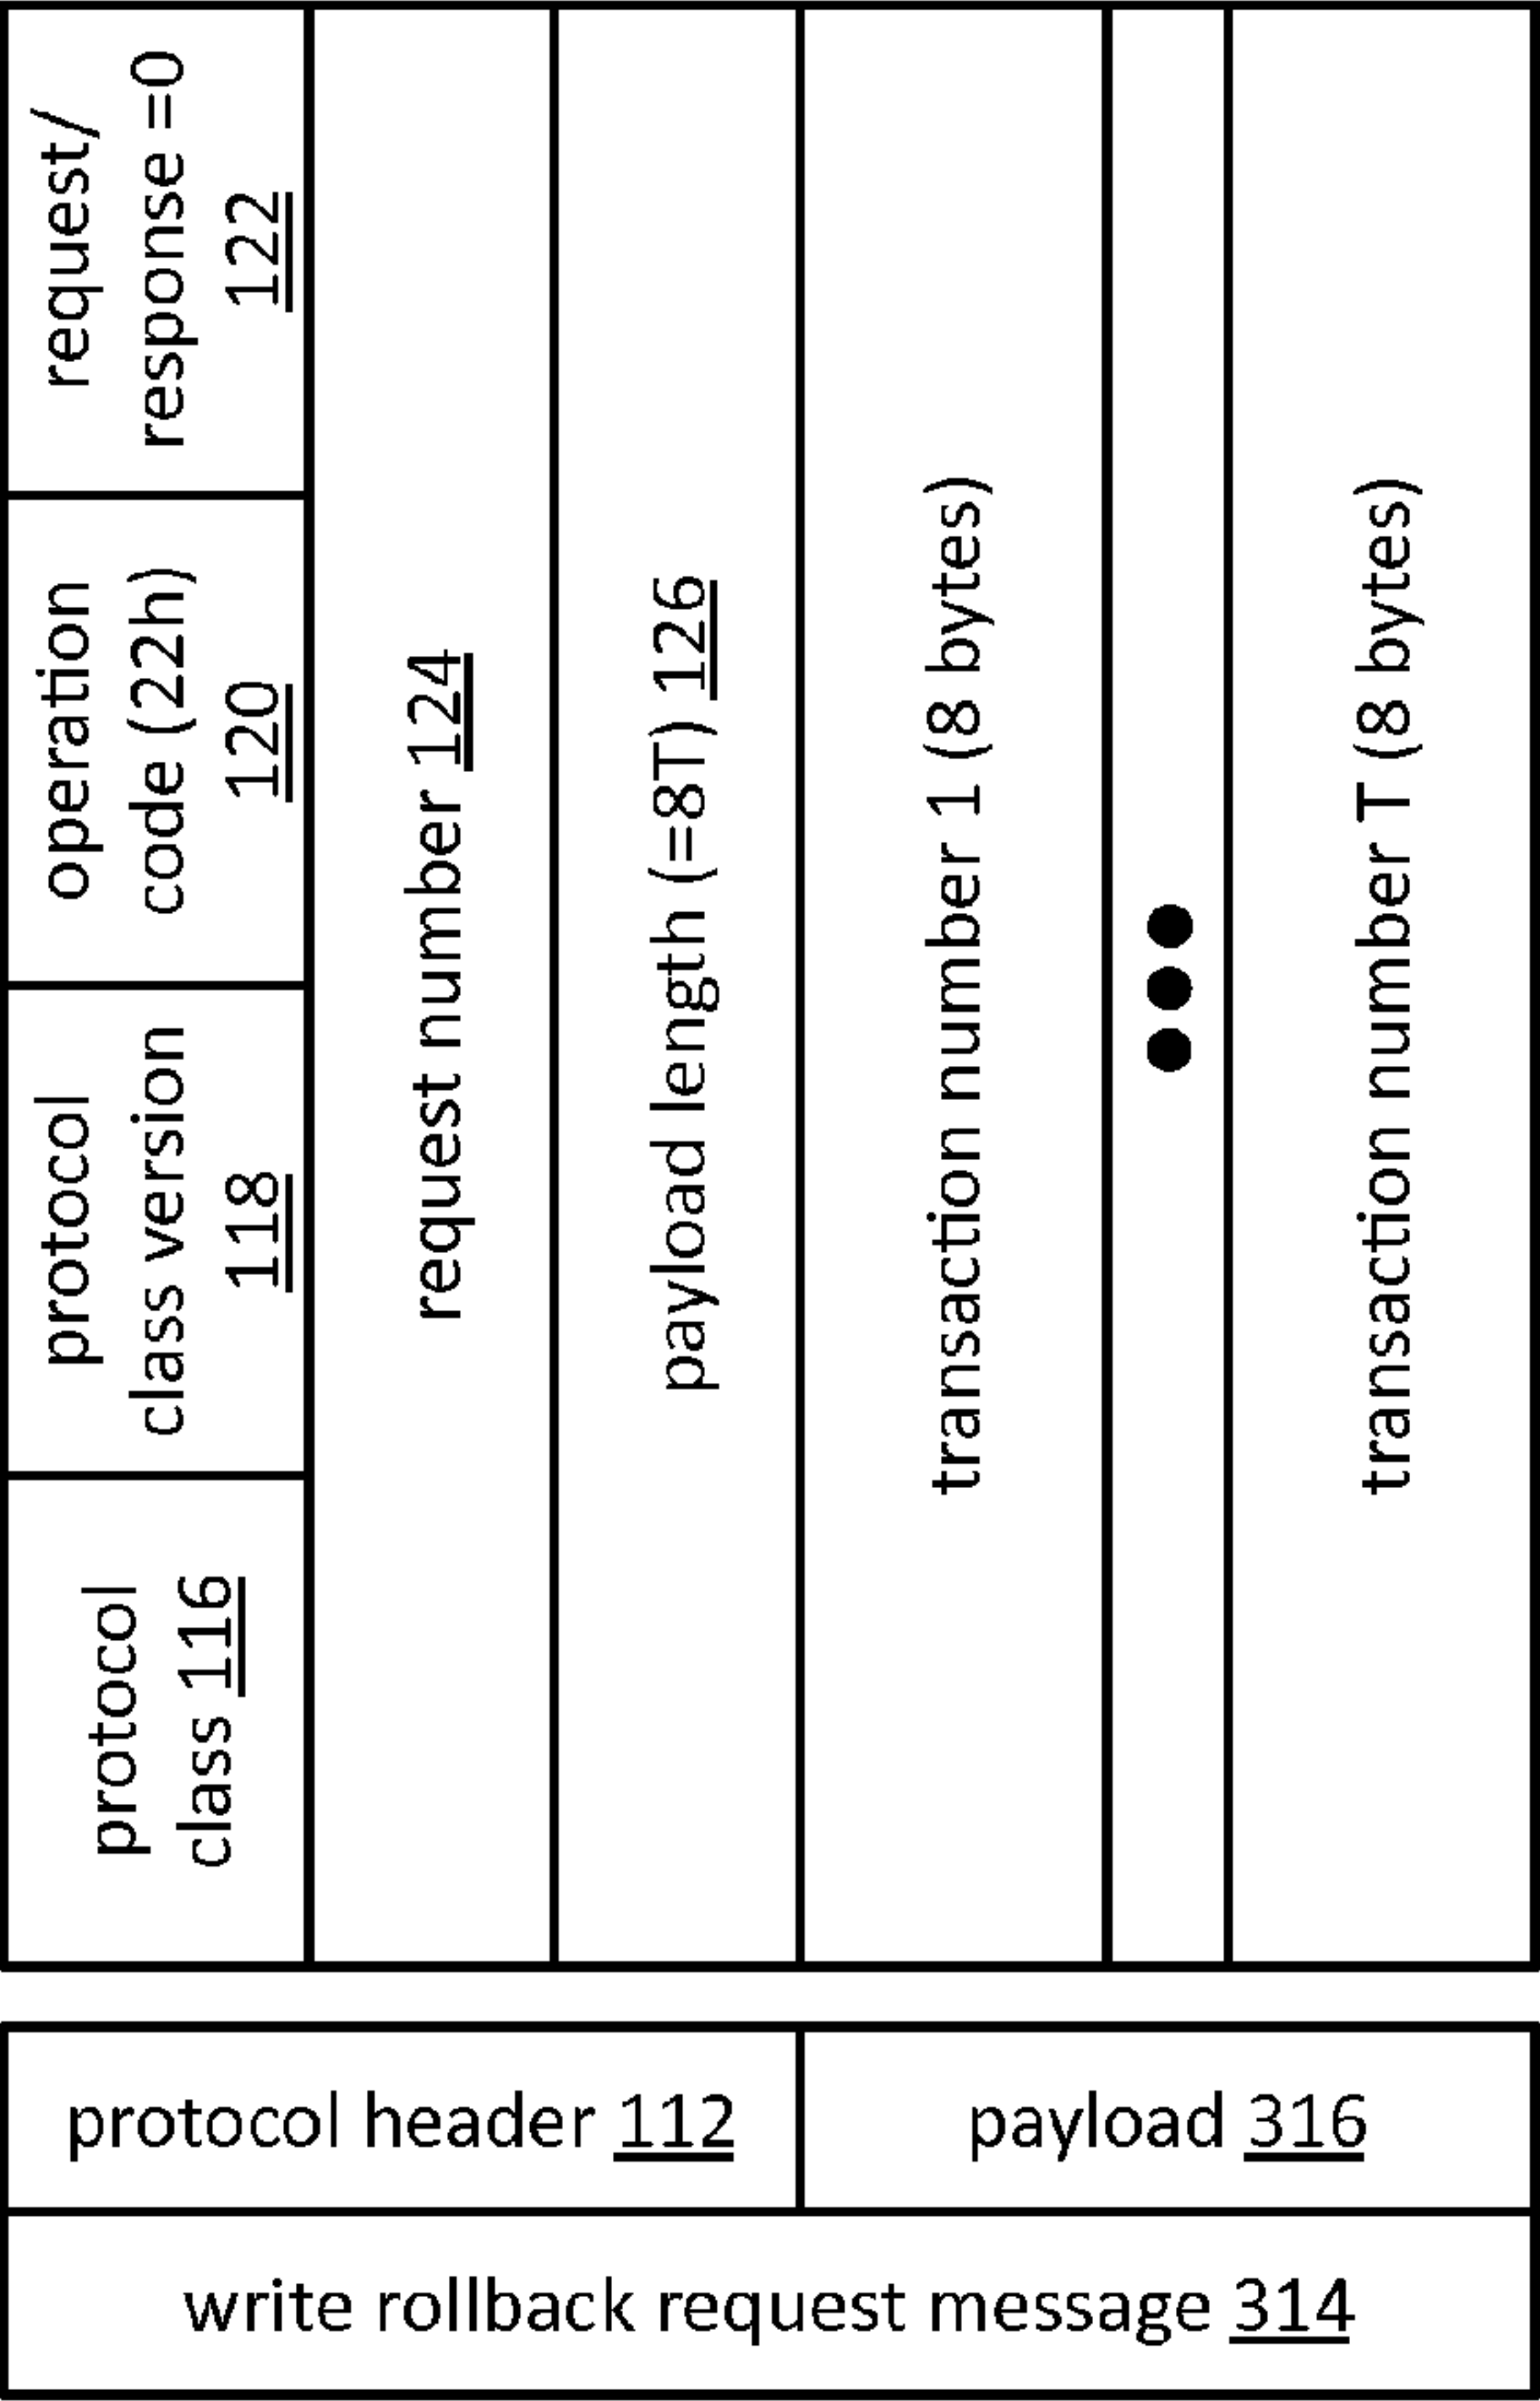 write rollback request message 314
protocol header 112
payload 316
protocol
class 116
protocol
class version
118
operation
code (22h)
120
request/
response =0
122
request number 124
payload length (=8T) 126
transaction number 1 (8 bytes)
transaction number T (8 bytes)